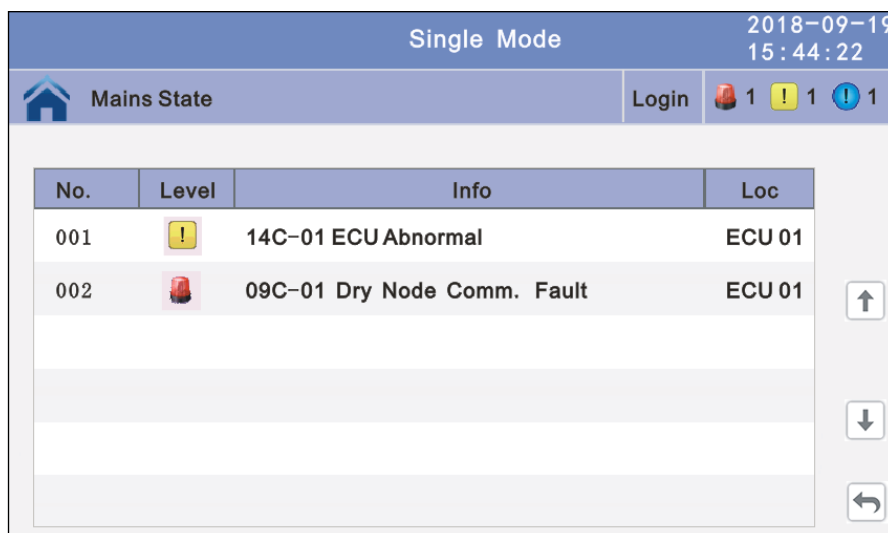 Single Mode
2018-09-19
15:44:22
Mains State Login 1 ! 1 ! 1
No. Level Info Loc
001 ! 14C-01 ECU Abnormal ECU 01
002 09C-01 Dry Node Comm. Fault ECU 01